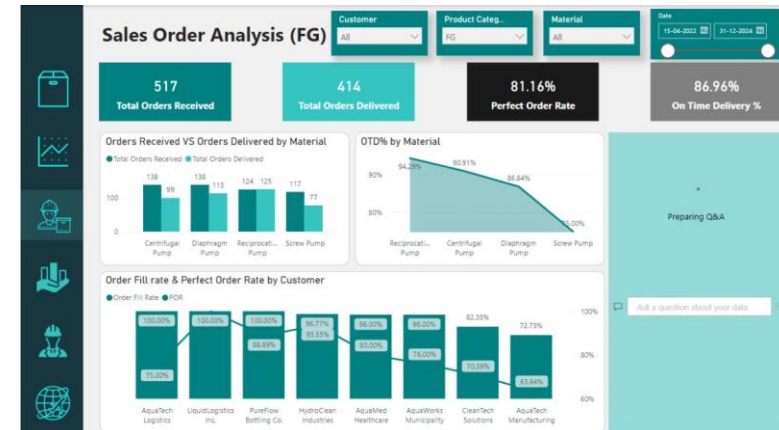 Sales Order Analysis (FG)
Customer
All
Product Categ..
FG
Material
All
Date
15-04-2022
31-12-2024
517
Total Orders Received
414
Total Orders Delivered
81.16%
Perfect Order Rate
86.96%
On Time Delivery %
Orders Received VS Orders Delivered by Material
Total Orders Received Total Orders Delivered
138 99 138 113 124 125 117 77
100
0
Centrifugal Pump
Diaphragm Pump
Reciprocati... Pump
Screw Pump
OTD% by Material
90%
80%
94.29%
90.91%
86.84%
75.00%
Reciprocati... Pump
Centrifugal Pump
Diaphragm Pump
Screw Pump
Order Fill rate & Perfect Order Rate by Customer
Order Fill Rate POR
100.00% 100.00% 100.00% 96.77% 96.00% 96.00% 82.35% 72.73%
75.00% 68.89% 93.55% 76.00% 70.59% 63.64%
100%
80%
60%
AquaTech Logistics
LiquidLogistics Inc.
PureFlow Bottling Co.
HydroClean Industries
AquaMed Healthcare
AquaWorks Municipality
CleanTech Solutions
AquaTech Manufacturing
Preparing Q&A
Ask a question about your data